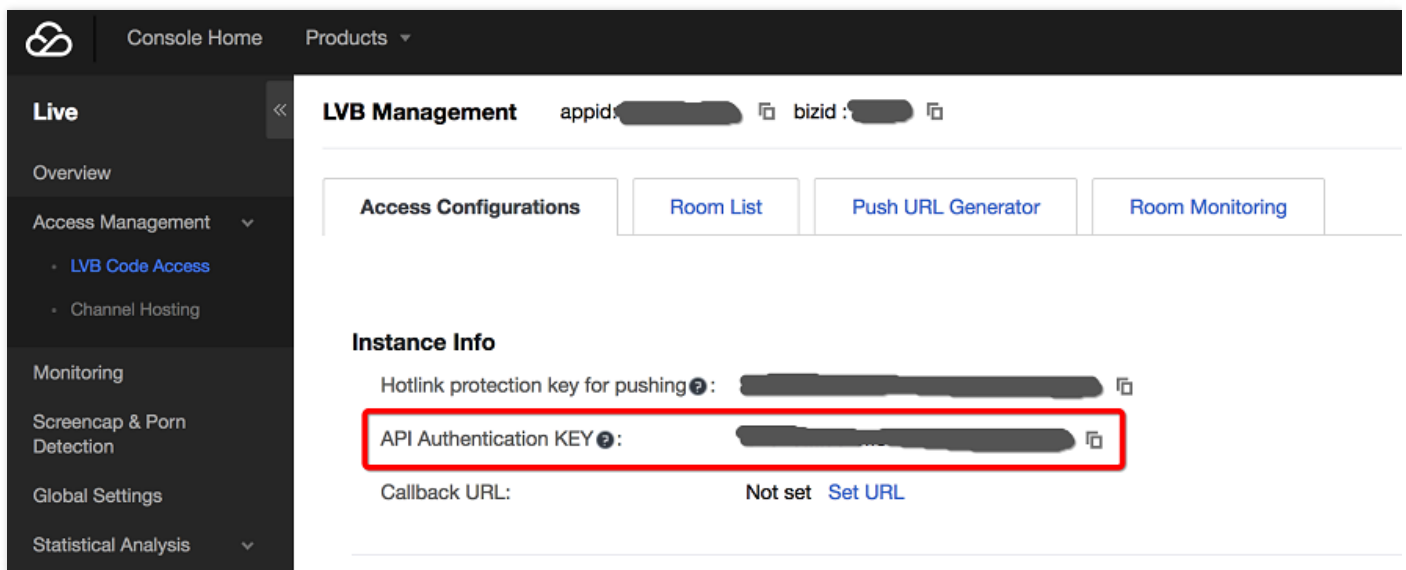 Console Home Products
Live
LVB Management appid: bizid :
Overview
Access Management
LVB Code Access
Channel Hosting
Monitoring
Screencap & Porn
Detection
Global Settings
Statistical Analysis
Access Configurations Room List Push URL Generator Room Monitoring
Instance Info
Hotlink protection key for pushing ? :
API Authentication KEY ? :
Callback URL: Not set Set URL